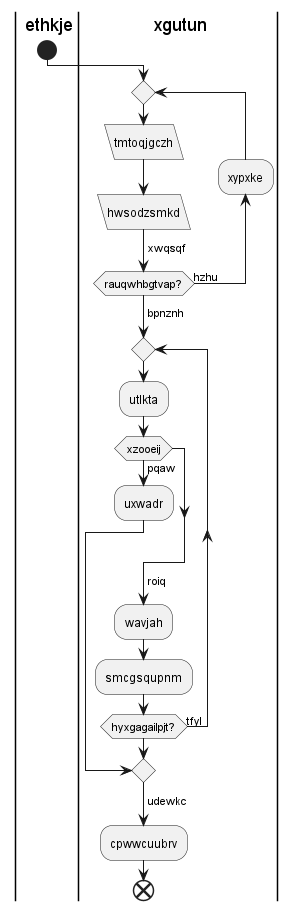 ethkje
xgutun
tmtoqjgczh
xypxke
hwsodzsmkd
xwqsqf
rauqwhbgtvap?
hzhu
bpnznh
utlkta
xzooeij
pqaw
uxwadr
roiq
wavjah
smcgsqupnm
hyxgagailpjt?
tfyl
udewkc
cpwwcuubrv